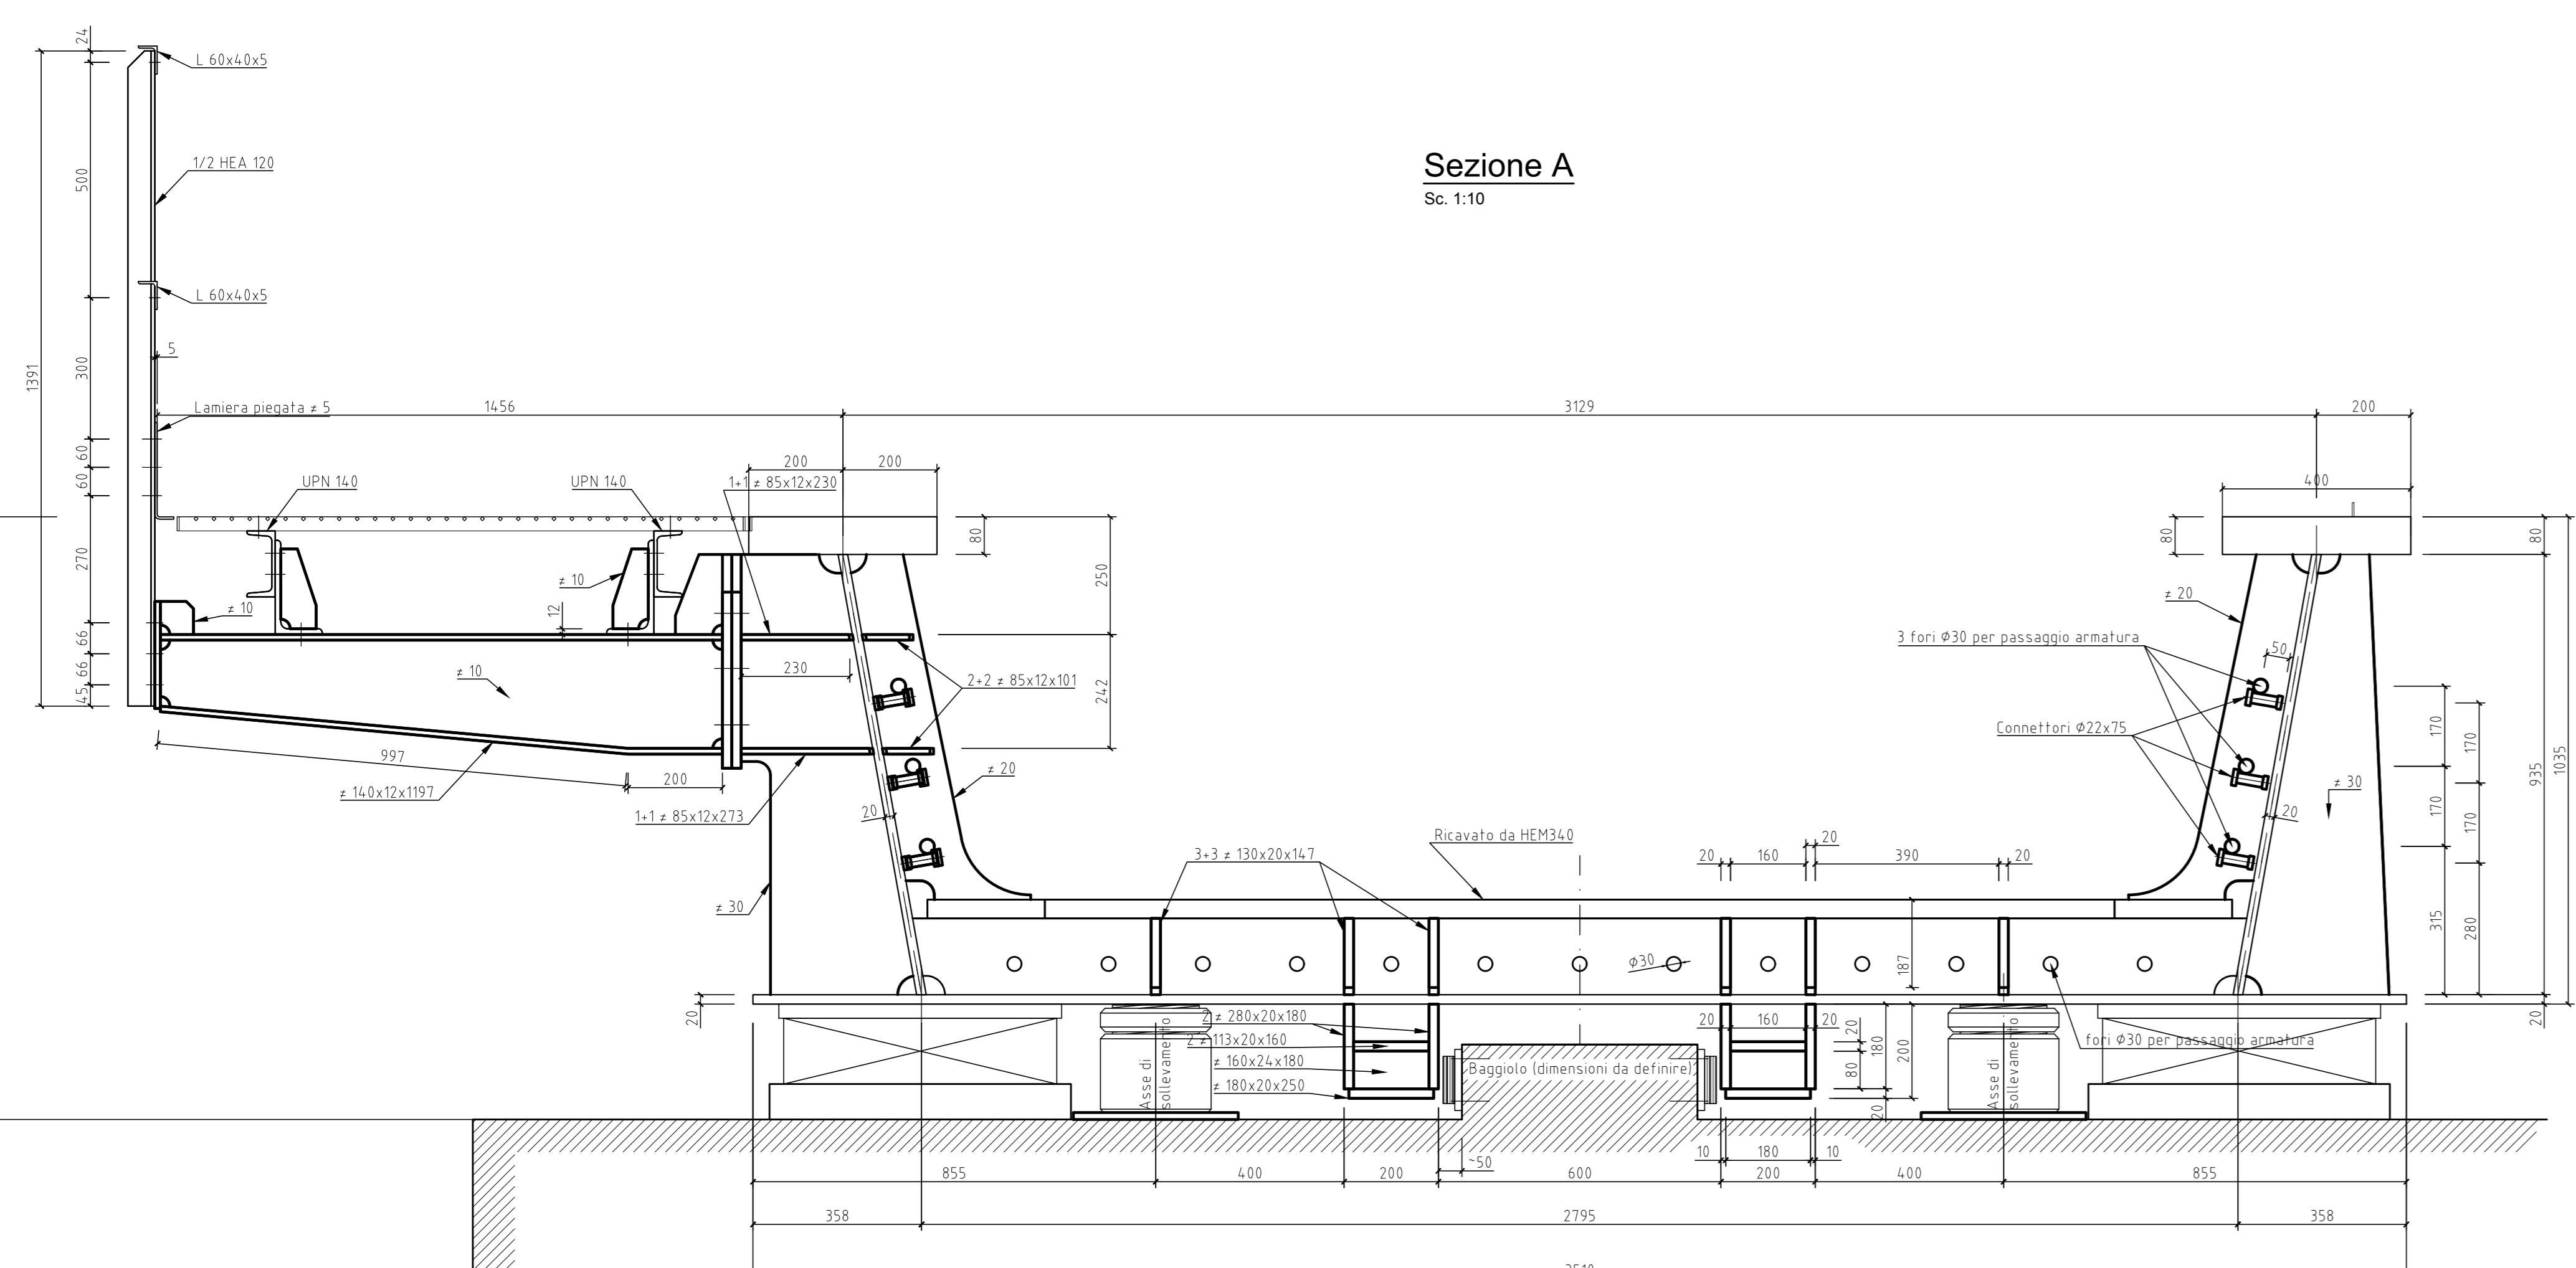 Sezione A
Sc. 1:10
24
L 60x40x5
1/2 HEA 120
500
L 60x40x5
5
300
1391
Lamiera piegata ≠ 5
1456
3129
200
60
60
UPN 140
UPN 140
200
200
1+1 ≠ 85x12x230
400
80
80
80
270
≠ 10
≠ 10
12
250
≠ 20
3 fori Ø30 per passaggio armatura
50
66
66
45
≠ 10
230
2+2 ≠ 85x12x101
242
Connettori Ø22x75
170
170
935
1035
997
200
≠ 140x12x1197
1+1 ≠ 85x12x273
≠ 20
20
≠ 30
20
170
170
Ricavato da HEM340
3+3 ≠ 130x20x147
20
160
20
390
20
≠ 30
315
280
Ø30
187
20
2 ≠ 280x20x180
2 ≠ 113x20x160
≠ 160x24x180
≠ 180x20x250
20
160
20
20
180
80
200
20
20
fori Ø30 per passaggio armatura
Baggiolo (dimensioni da definire)
Asse di
sollevamento
Asse di
sollevamento
~50
10
180
10
855
400
200
600
200
400
855
358
2795
358
3510